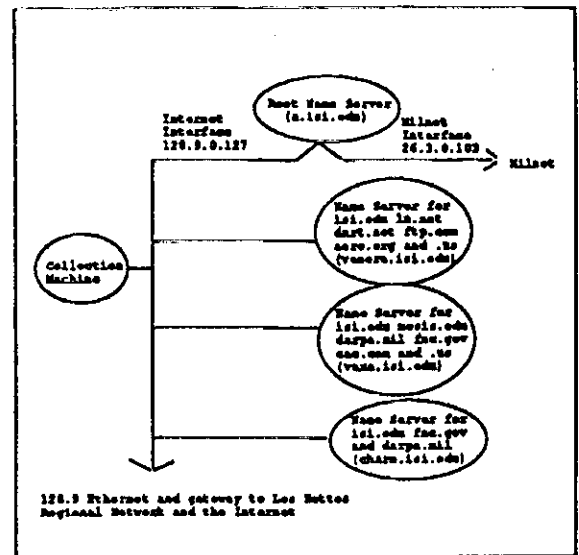 Root Name Server
(a.isi.edu)
Internet
Interface
128.9.0.127
Milnet
Interface
26.3.0.103
Milnet
Name Server for
isi.edu ln.net
dart.net ftp.com
aero.org and .us
(venera.isi.edu)
Collection
Machine
Name Server for
isi.edu mosis.edu
darpa.mil fnc.gov
and .us
(vaxa.isi.edu)
Name Server for
isi.edu fnc.gov
and darpa.mil
(charm.isi.edu)
128.9 Ethernet and gateway to Los Nettos
Regional Network and the Internet